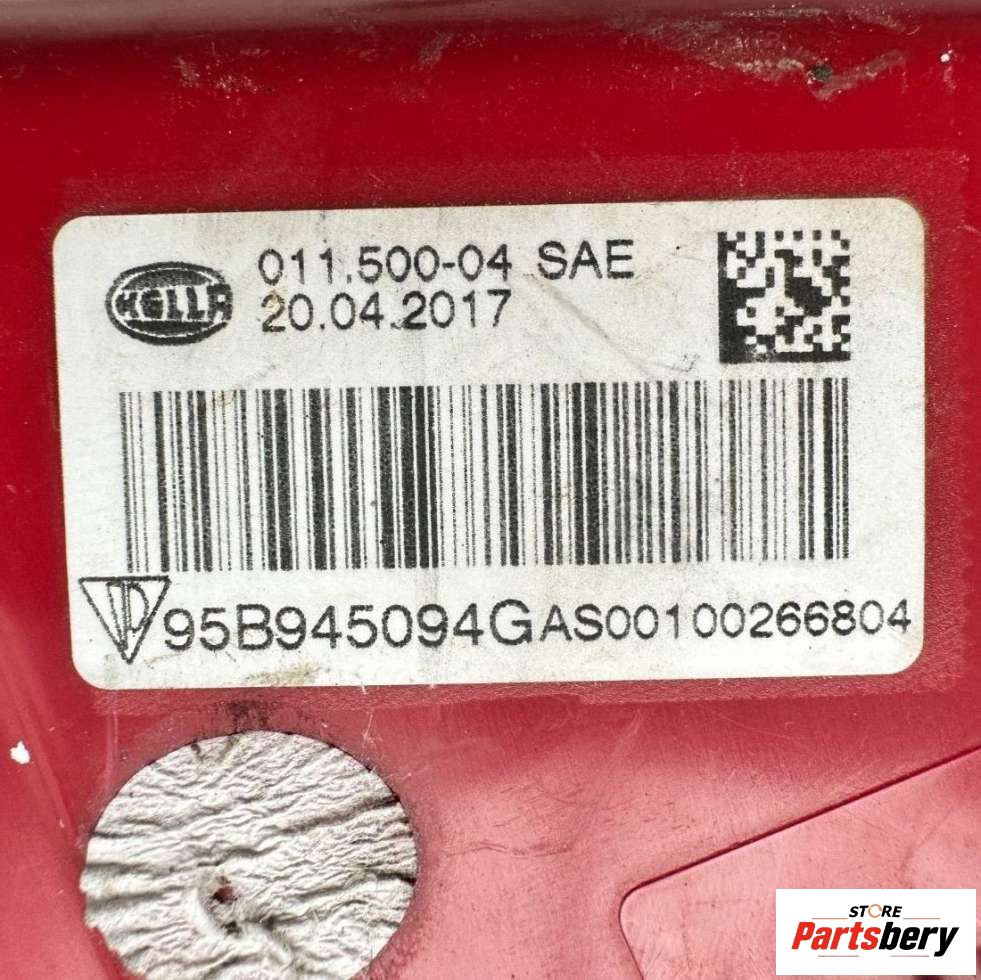 HELLA
011.500-04 SAE
20.04.2017
95B945094GAS00100266804
STORE
Partsbery